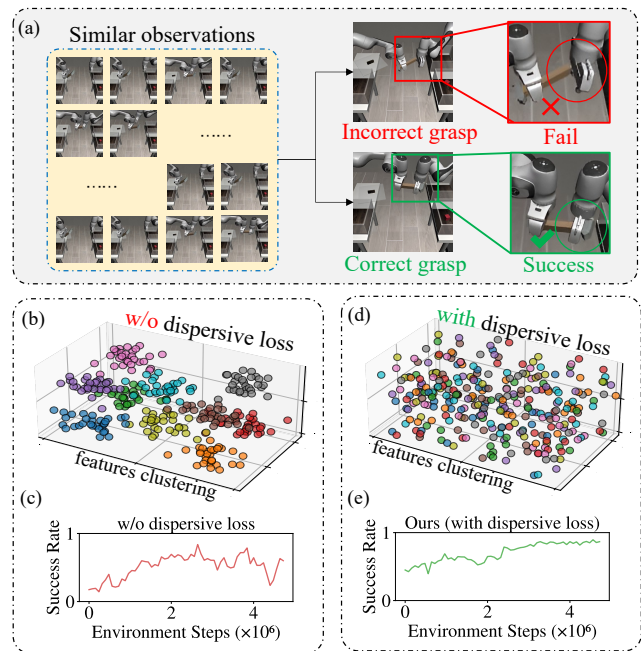 (a)
Similar observations
......
......
Incorrect grasp
Fail
Correct grasp
Success
(b)
w/o dispersive loss
features clustering
(c)
w/o dispersive loss
Success Rate
1
0
0 2 4
Environment Steps (×10⁶)
(d)
with dispersive loss
features clustering
(e)
Ours (with dispersive loss)
Success Rate
1
0
0 2 4
Environment Steps (×10⁶)